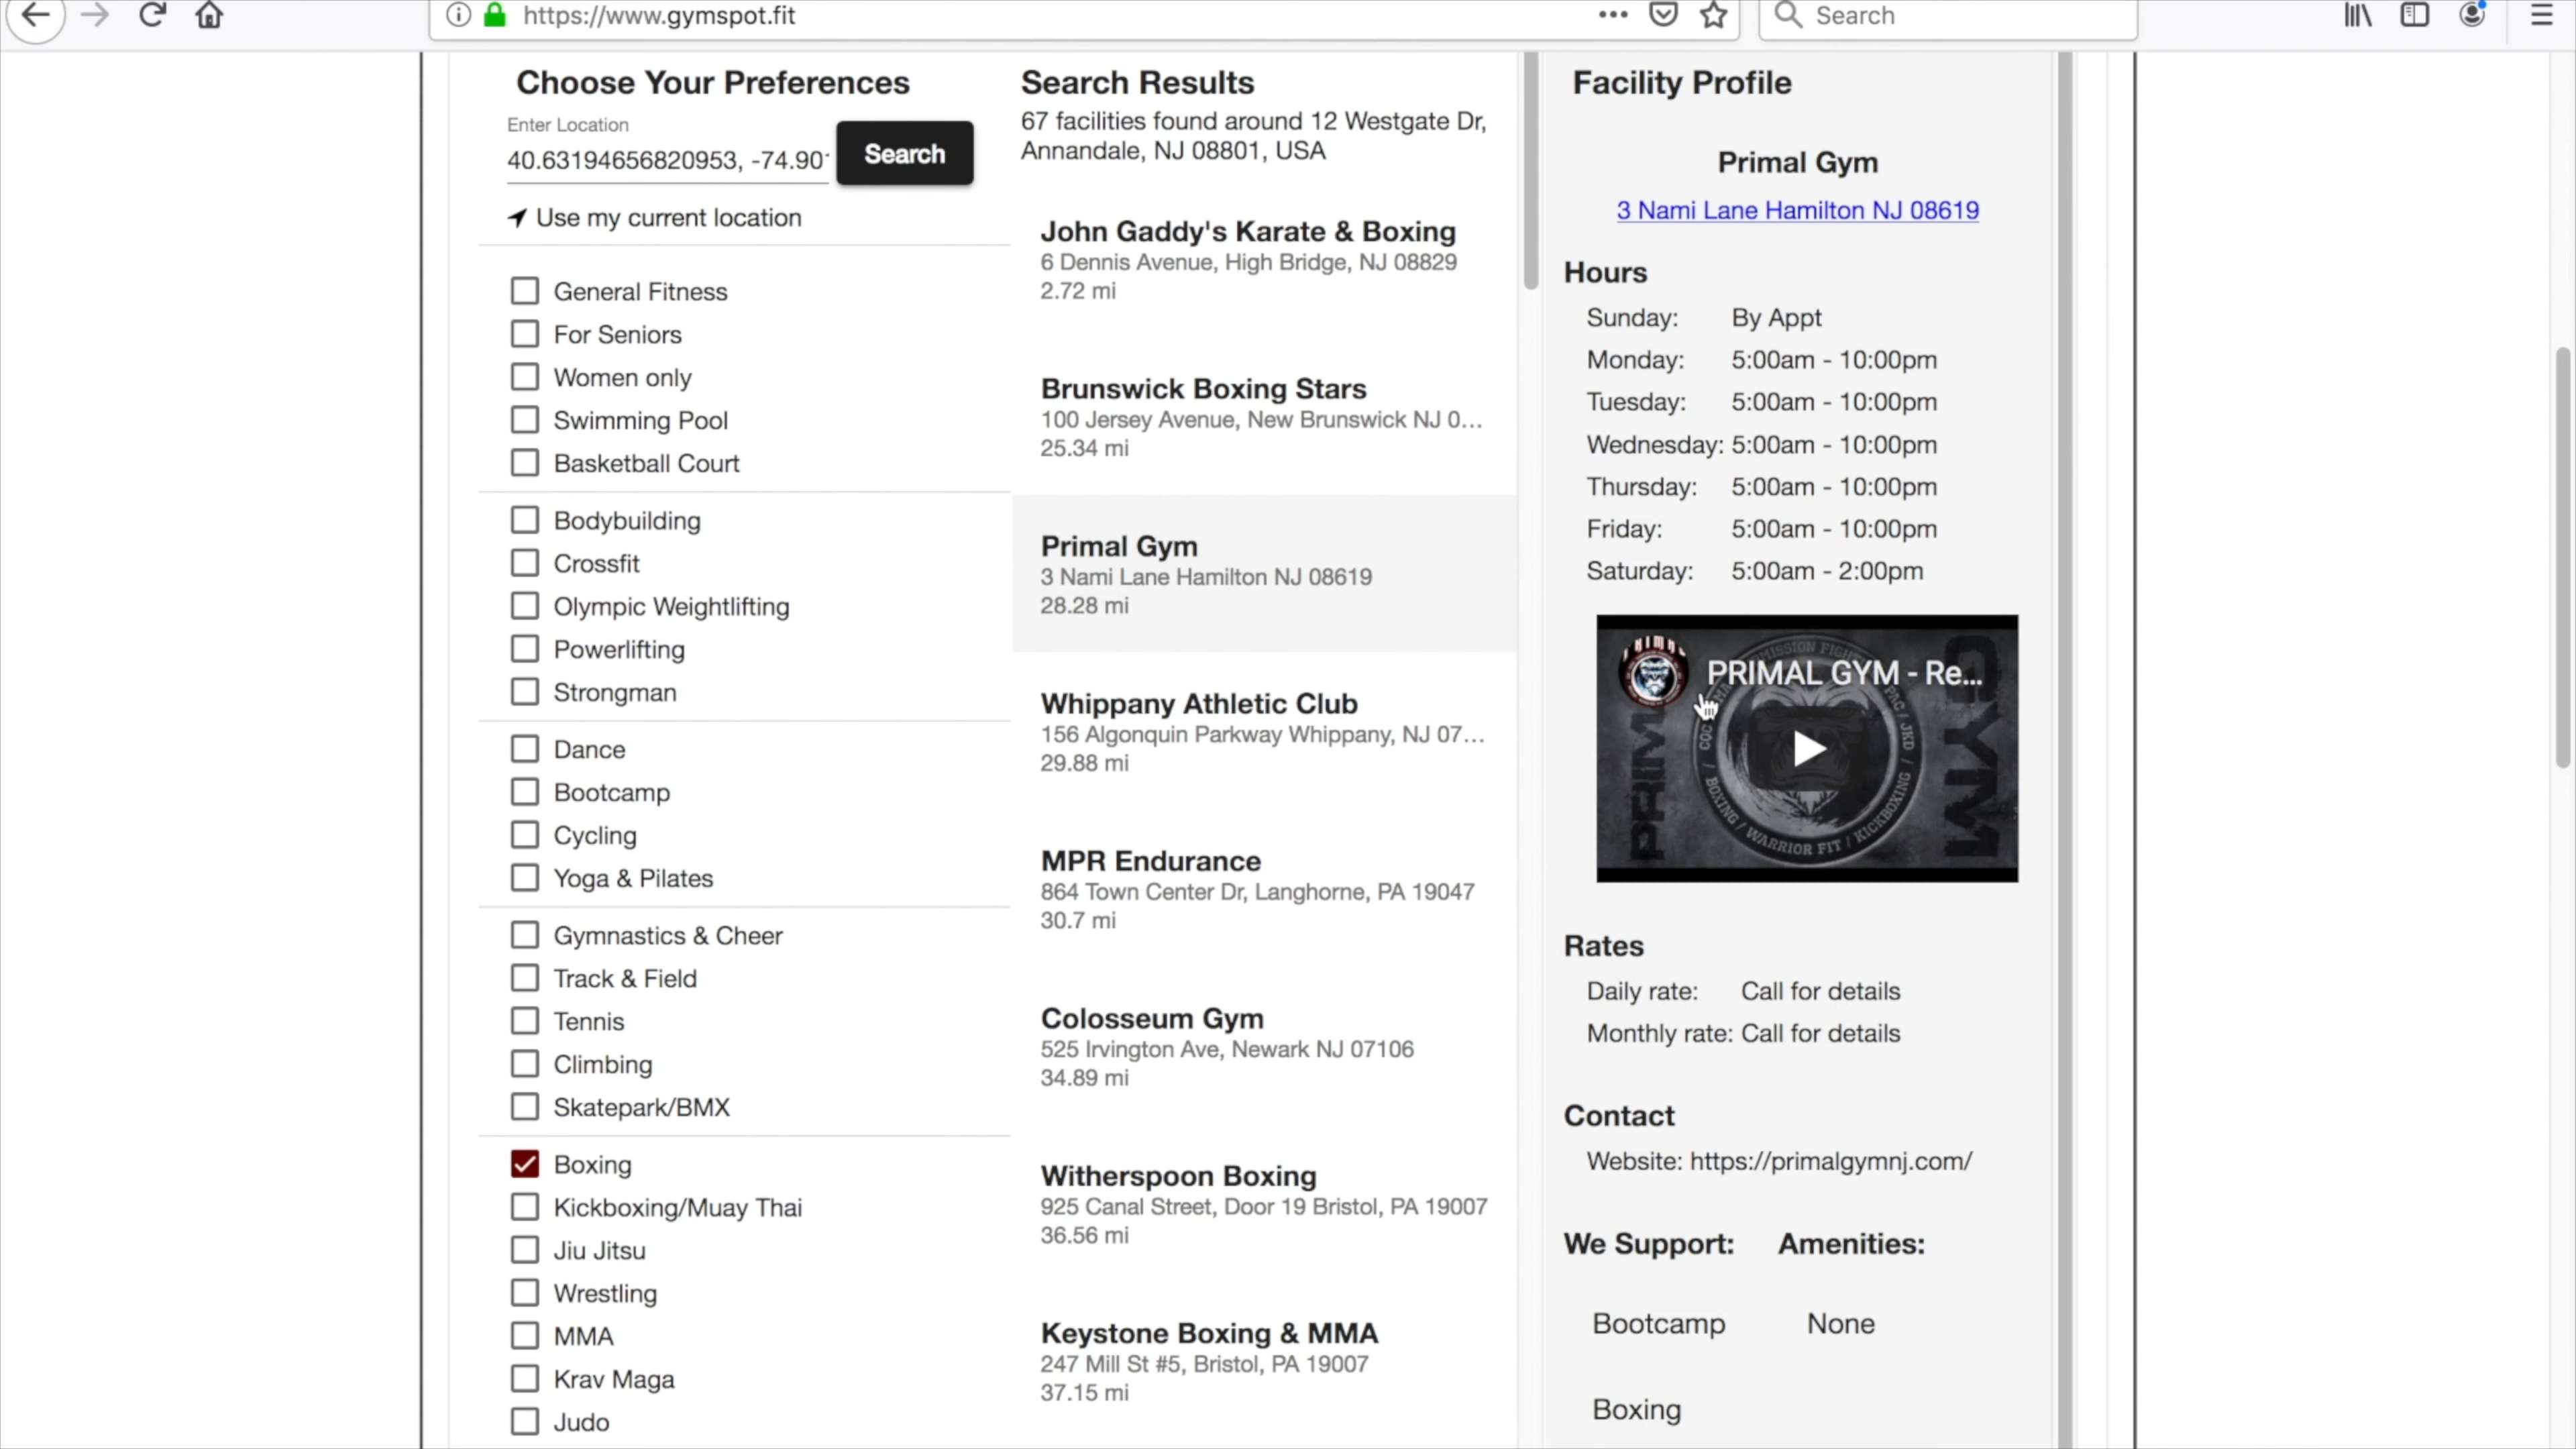 https://www.gymspot.fit
Search
Choose Your Preferences
Enter Location
40.63194656820953, -74.90
Search
Use my current location
General Fitness
For Seniors
Women only
Swimming Pool
Basketball Court
Bodybuilding
Crossfit
Olympic Weightlifting
Powerlifting
Strongman
Dance
Bootcamp
Cycling
Yoga & Pilates
Gymnastics & Cheer
Track & Field
Tennis
Climbing
Skatepark/BMX
Boxing
Kickboxing/Muay Thai
Jiu Jitsu
Wrestling
MMA
Krav Maga
Judo
Search Results
67 facilities found around 12 Westgate Dr,
Annandale, NJ 08801, USA
John Gaddy's Karate & Boxing
6 Dennis Avenue, High Bridge, NJ 08829
2.72 mi
Brunswick Boxing Stars
100 Jersey Avenue, New Brunswick NJ 0...
25.34 mi
Primal Gym
3 Nami Lane Hamilton NJ 08619
28.28 mi
Whippany Athletic Club
156 Algonquin Parkway Whippany, NJ 07...
29.88 mi
MPR Endurance
864 Town Center Dr, Langhorne, PA 19047
30.7 mi
Colosseum Gym
525 Irvington Ave, Newark NJ 07106
34.89 mi
Witherspoon Boxing
925 Canal Street, Door 19 Bristol, PA 19007
36.56 mi
Keystone Boxing & MMA
247 Mill St #5, Bristol, PA 19007
37.15 mi
Facility Profile
Primal Gym
3 Nami Lane Hamilton NJ 08619
Hours
Sunday: By Appt
Monday: 5:00am - 10:00pm
Tuesday: 5:00am - 10:00pm
Wednesday: 5:00am - 10:00pm
Thursday: 5:00am - 10:00pm
Friday: 5:00am - 10:00pm
Saturday: 5:00am - 2:00pm
PRIMAL GYM - Re...
GYM
BOXING / WARRIOR FIT / KICKBOXING /
Rates
Daily rate: Call for details
Monthly rate: Call for details
Contact
Website: https://primalgymnj.com/
We Support: Amenities:
Bootcamp None
Boxing